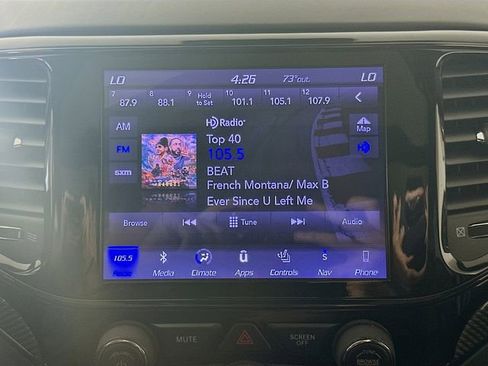 LO 4:26 73°out. LO
7 8 9 10 11 12
87.9 88.1 Hold to Set 101.1 105.1 107.9
AM
HD Radio
Map
Top 40
FM
105.5
HD
BEAT
sxm
French Montana/ Max B
Ever Since U Left Me
Browse Tune Audio
105.5
Radio Media Climate Apps Controls Nav Phone
MUTE
SCREEN
OFF
BROWSE